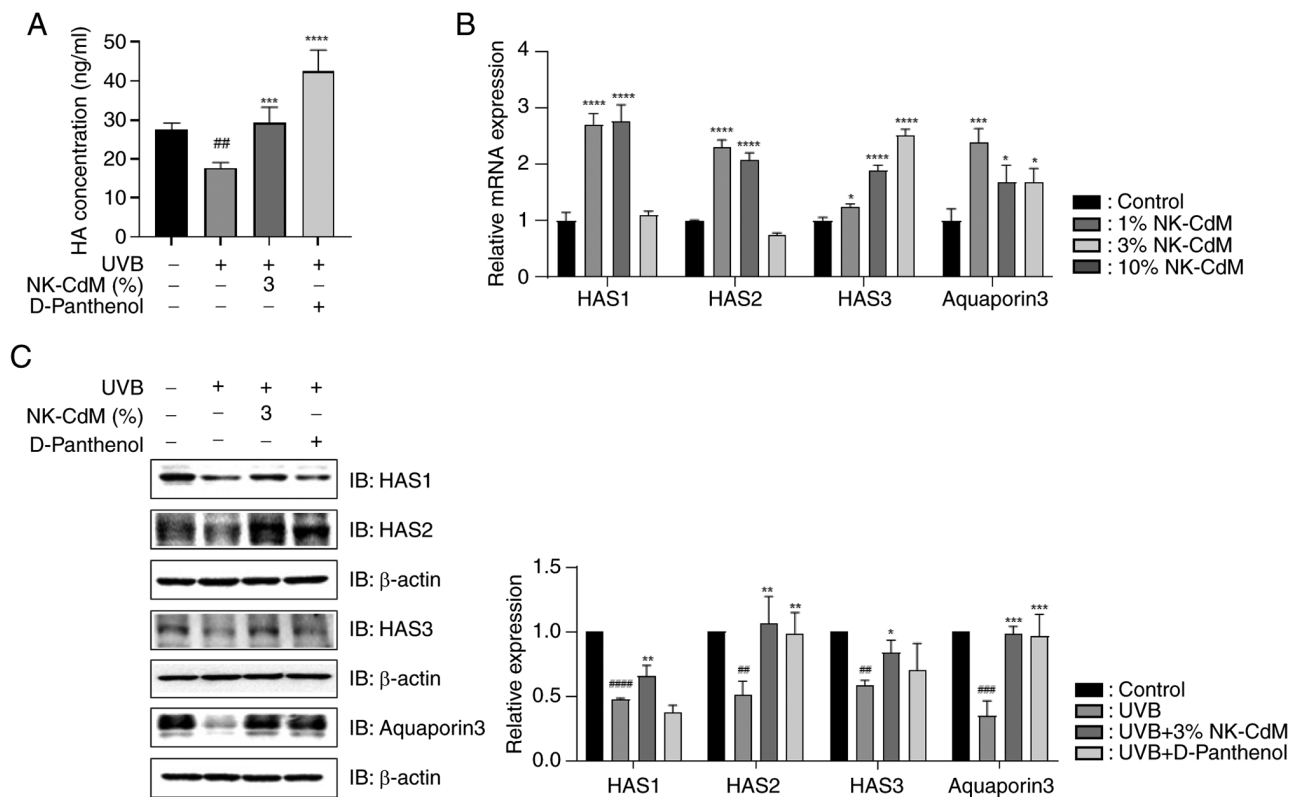 A
HA concentration (ng/ml)
50
40
30
20
10
0
##
***
****
UVB – + + +
NK-CdM (%) – – 3 –
D-Panthenol – – – +
B
Relative mRNA expression
4
3
2
1
0
**** ****
**** ****
* **** ****
*** * *
HAS1 HAS2 HAS3 Aquaporin3
: Control
: 1% NK-CdM
: 3% NK-CdM
: 10% NK-CdM
C
UVB – + + +
NK-CdM (%) – – 3 –
D-Panthenol – – – +
IB: HAS1
IB: HAS2
IB: β-actin
IB: HAS3
IB: β-actin
IB: Aquaporin3
IB: β-actin
Relative expression
1.5
1.0
0.5
0.0
#### **
## ** **
## *
### *** ***
HAS1 HAS2 HAS3 Aquaporin3
: Control
: UVB
: UVB+3% NK-CdM
: UVB+D-Panthenol